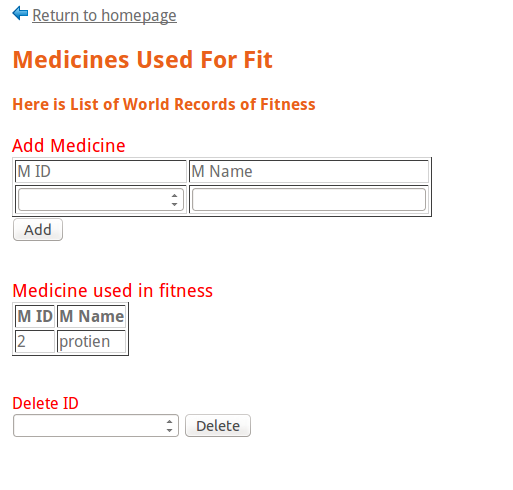 Return to homepage
Medicines Used For Fit
Here is List of World Records of Fitness
Add Medicine
M ID M Name
Add
Medicine used in fitness
M ID M Name
2 protien
Delete ID
Delete